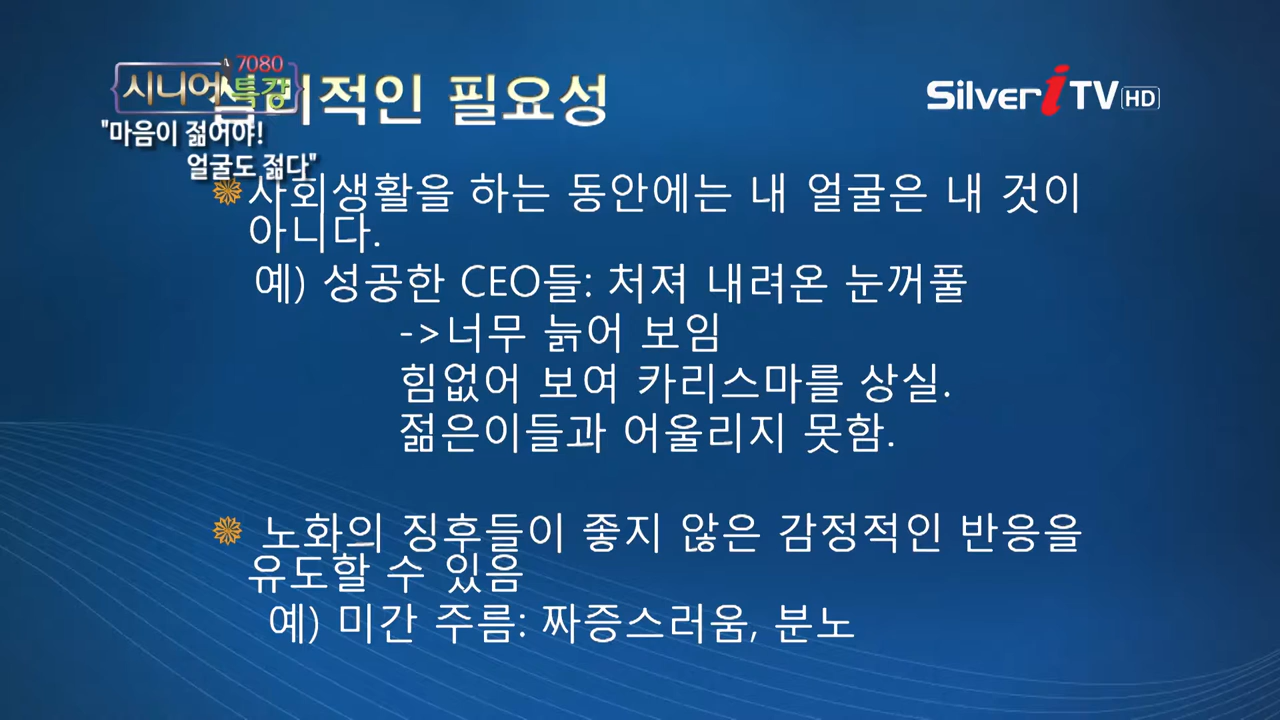 7080
시니어 특강
적인 필요성
"마음이 젊어야!
얼굴도 젊다"
Silver i TV HD
사회생활을 하는 동안에는 내 얼굴은 내 것이
아니다.
예) 성공한 CEO들: 처져 내려온 눈꺼풀
->너무 늙어 보임
힘없어 보여 카리스마를 상실.
젊은이들과 어울리지 못함.
노화의 징후들이 좋지 않은 감정적인 반응을
유도할 수 있음
예) 미간 주름: 짜증스러움, 분노